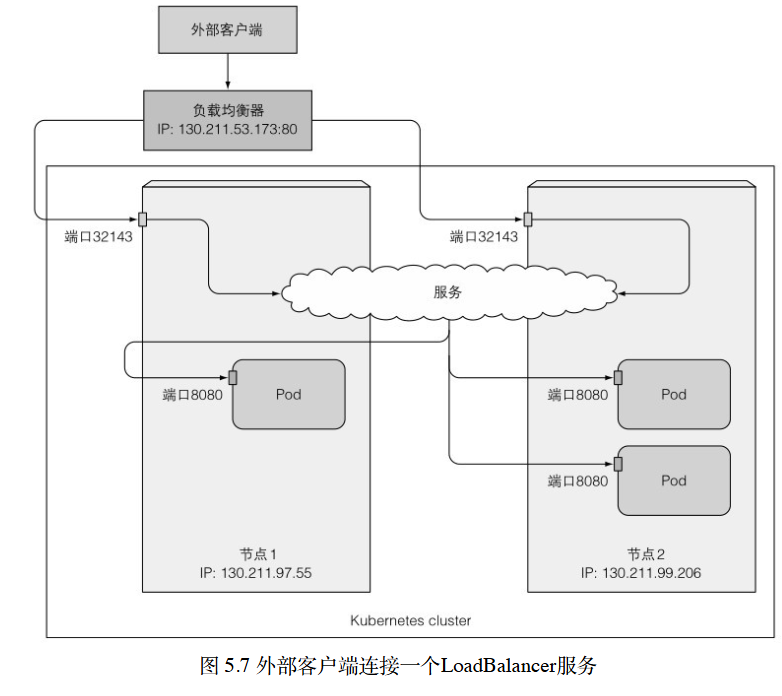 外部客户端
负载均衡器
IP: 130.211.53.173:80
端口32143
端口32143
服务
端口8080
Pod
端口8080
Pod
端口8080
Pod
节点1
IP: 130.211.97.55
节点2
IP: 130.211.99.206
Kubernetes cluster
图 5.7 外部客户端连接一个LoadBalancer服务